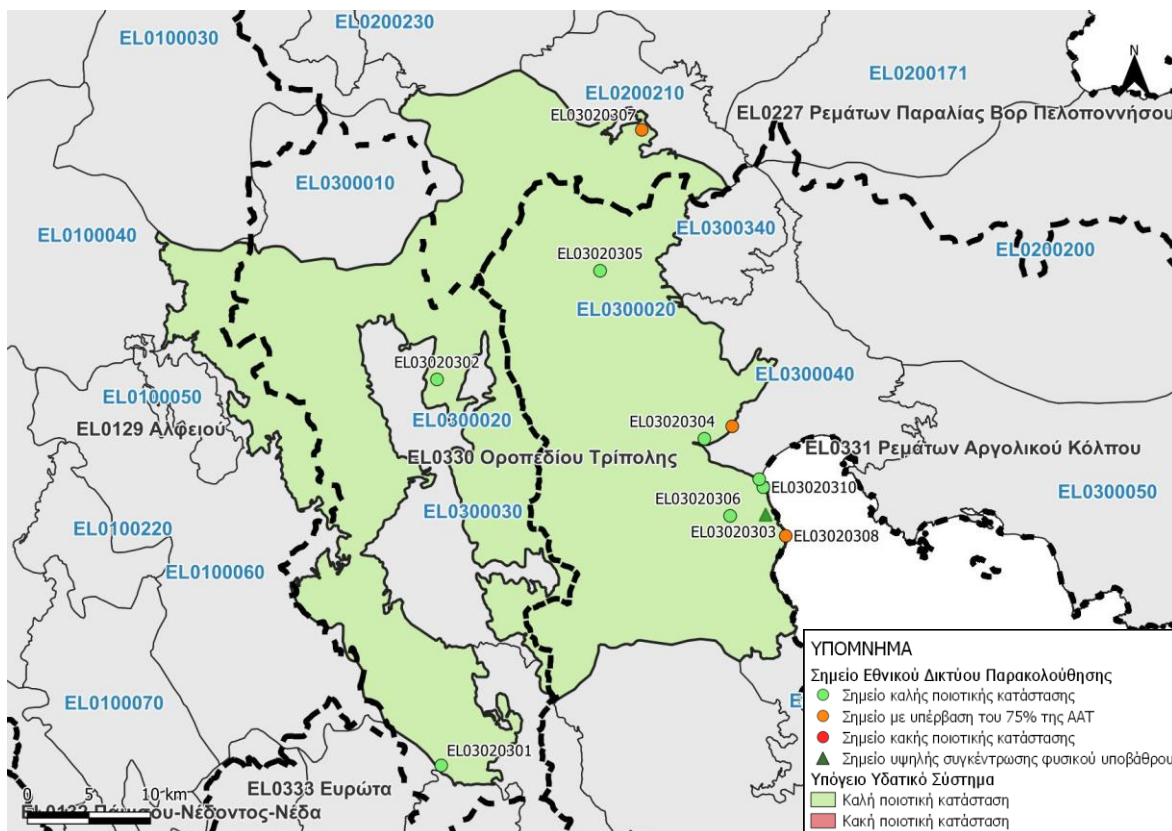 EL0200230
EL0100030
EL0200171
EL0200210
EL03020307
EL0227 Ρεμάτων Παραλίας Βορ Πελοποννήσου
N
EL0300010
EL0100040
EL0300340
EL0200200
EL03020305
EL0300020
EL03020302
EL0300040
EL0100050
EL0300020
EL03020304
EL0129 Αλφειού
EL0331 Ρεμάτων Αργολικού Κόλπου
EL0330 Οροπεδίου Τρίπολης
EL03020310
EL0300050
EL03020306
EL0300030
EL03020303
EL0100220
EL03020308
EL0100060
EL0100070
EL03020301
EL0333 Ευρώτα
0 5 10 km
ΥΠΟΜΝΗΜΑ
Σημείο Εθνικού Δικτύου Παρακολούθησης
Σημείο καλής ποιοτικής κατάστασης
Σημείο με υπέρβαση του 75% της ΑΑΤ
Σημείο κακής ποιοτικής κατάστασης
Σημείο υψηλής συγκέντρωσης φυσικού υποβάθρου
Υπόγειο Υδατικό Σύστημα
Καλή ποιοτική κατάσταση
Κακή ποιοτική κατάσταση